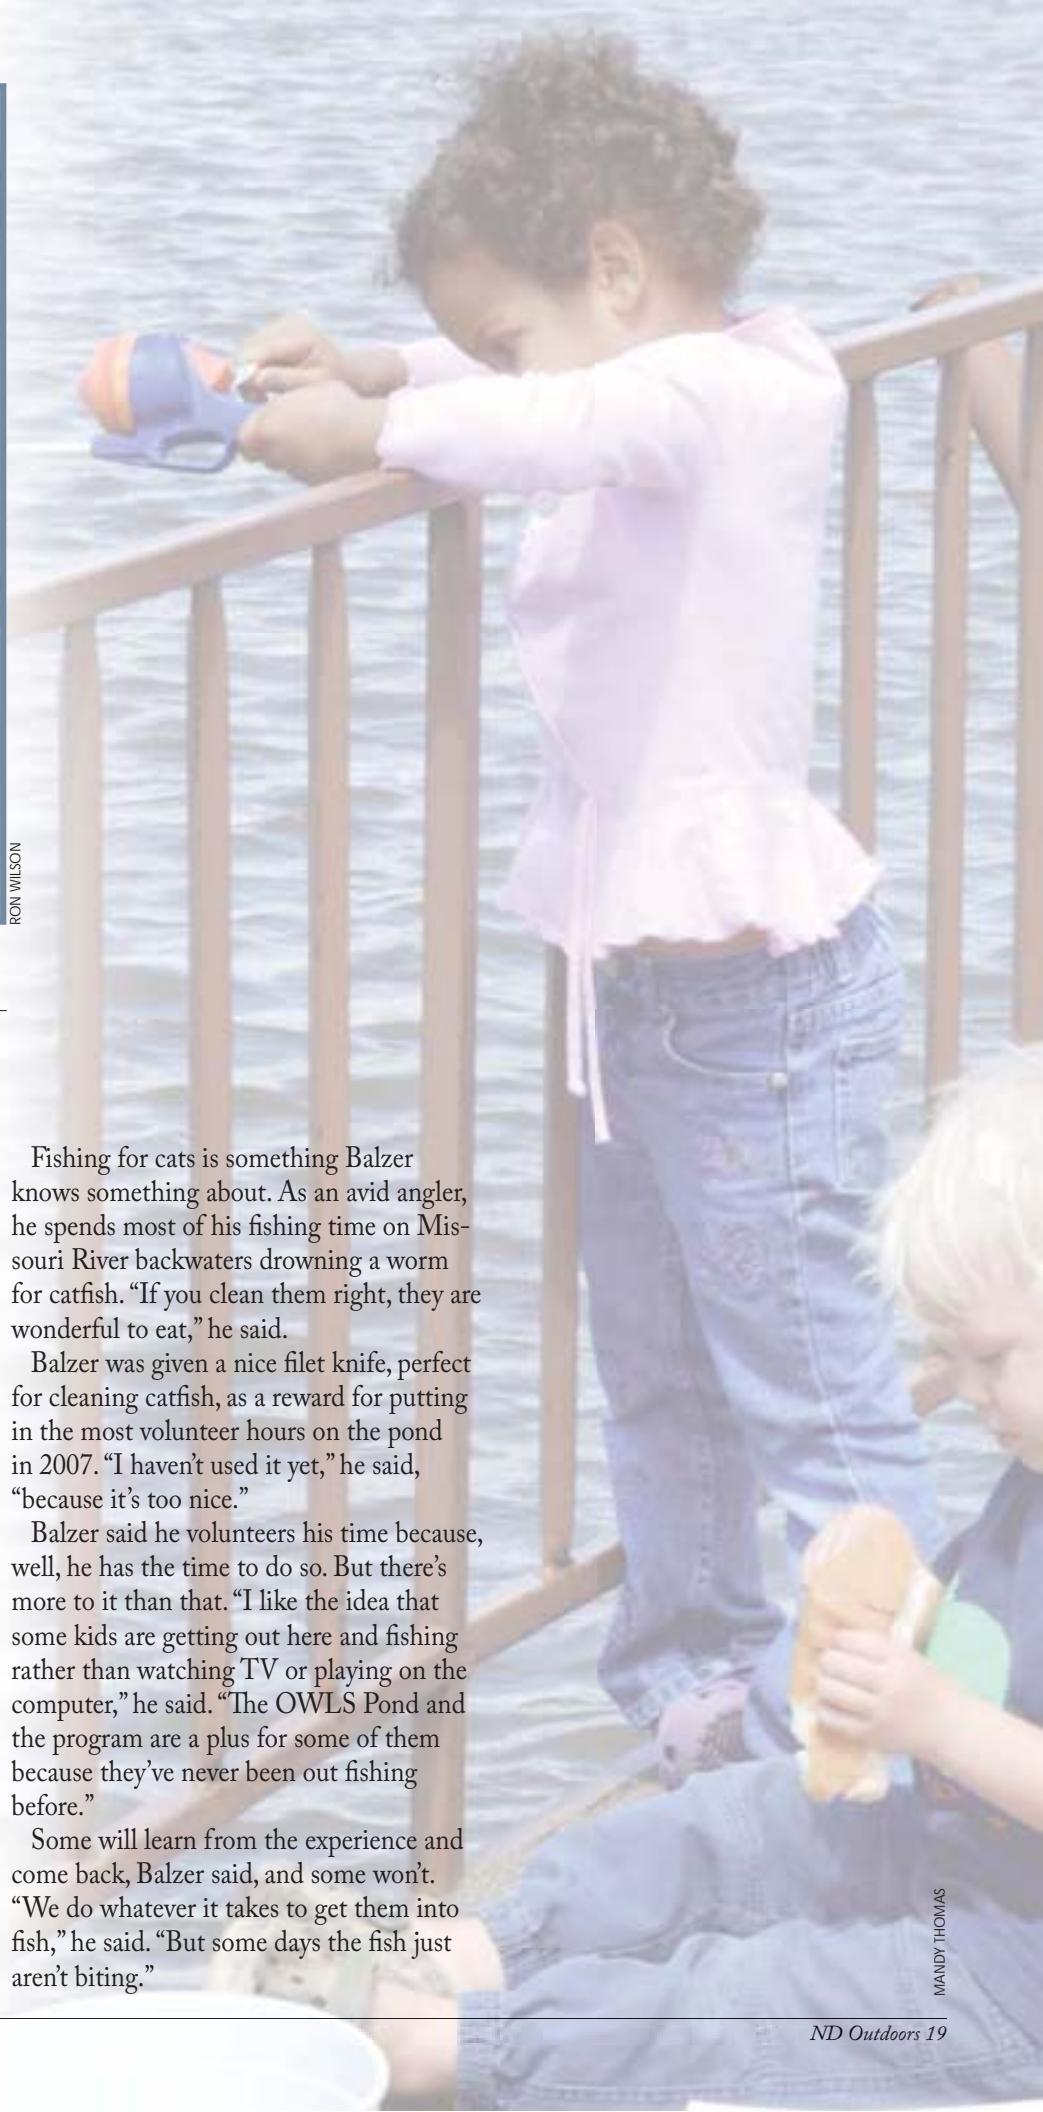 RON WILSON
Fishing for cats is something Balzer
knows something about. As an avid angler,
he spends most of his fishing time on Mis-
souri River backwaters drowning a worm
for catfish. “If you clean them right, they are
wonderful to eat,” he said.
Balzer was given a nice filet knife, perfect
for cleaning catfish, as a reward for putting
in the most volunteer hours on the pond
in 2007. “I haven’t used it yet,” he said,
“because it’s too nice.”
Balzer said he volunteers his time because,
well, he has the time to do so. But there’s
more to it than that. “I like the idea that
some kids are getting out here and fishing
rather than watching TV or playing on the
computer,” he said. “The OWLS Pond and
the program are a plus for some of them
because they’ve never been out fishing
before.”
Some will learn from the experience and
come back, Balzer said, and some won’t.
“We do whatever it takes to get them into
fish,” he said. “But some days the fish just
aren’t biting.”
MANDY THOMAS
ND Outdoors 19